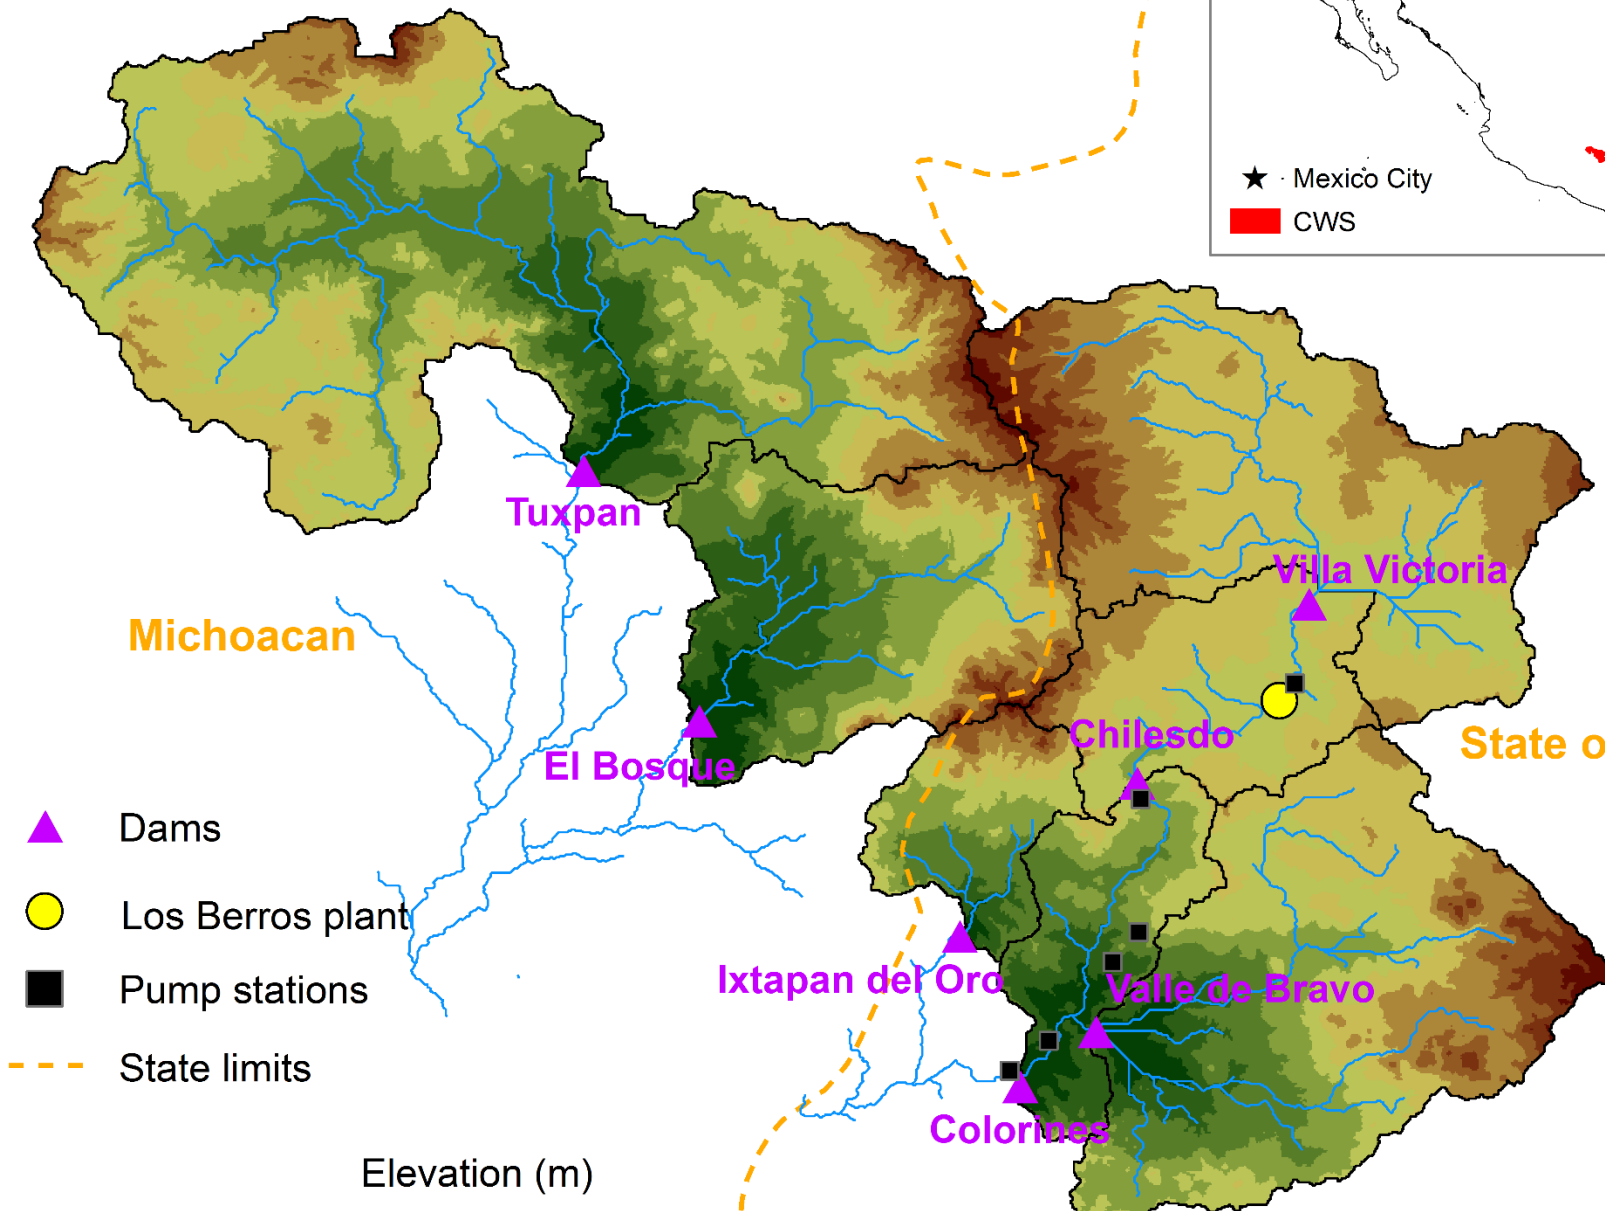 Mexico City
CWS
Tuxpan
Villa Victoria
Michoacan
State o
Chilesdo
El Bosque
Dams
Los Berros plant
Ixtapan del Oro
Valle de Bravo
Pump stations
State limits
Colorines
Elevation (m)